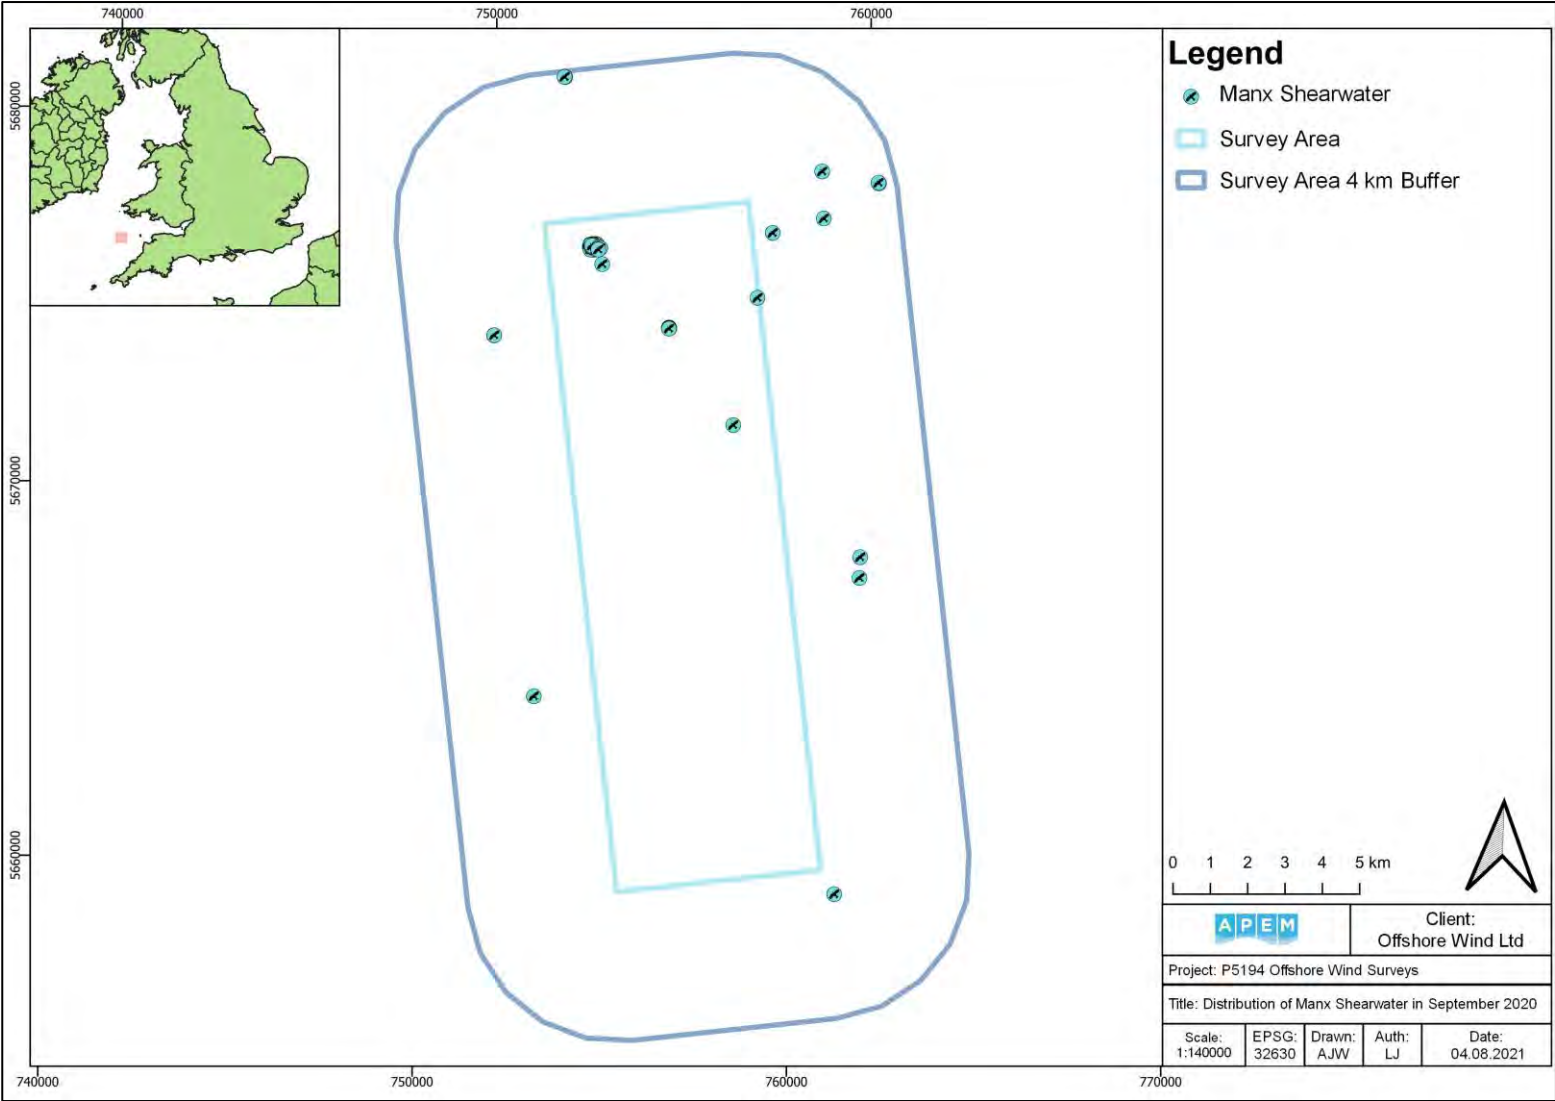 740000 750000 760000
5680000
5670000
5660000
Legend
Manx Shearwater
Survey Area
Survey Area 4 km Buffer
0 1 2 3 4 5 km
APEM
Client:
Offshore Wind Ltd
Project: P5194 Offshore Wind Surveys
Title: Distribution of Manx Shearwater in September 2020
Scale: EPSG: Drawn: Auth: Date:
1:140000 32630 AJW LJ 04.08.2021
740000 750000 760000 770000